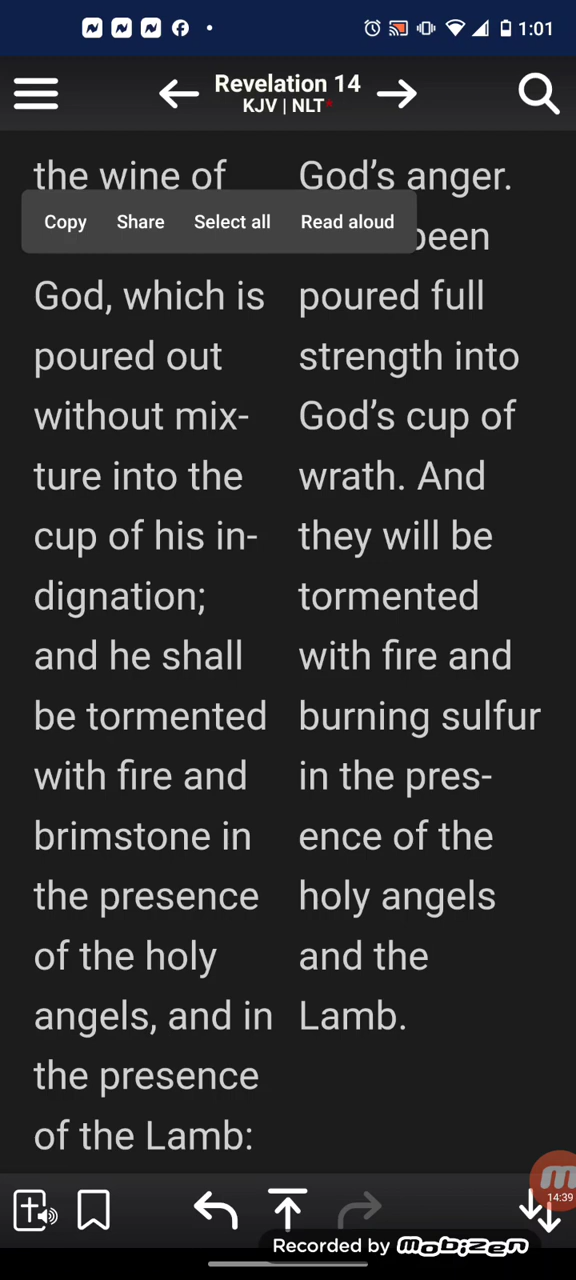 1:01
Revelation 14
KJV | NLT*
the wine of
Copy Share Select all Read aloud
God, which is
poured out
without mix-
ture into the
cup of his in-
dignation;
and he shall
be tormented
with fire and
brimstone in
the presence
of the holy
angels, and in
the presence
of the Lamb:
God’s anger.
been
poured full
strength into
God’s cup of
wrath. And
they will be
tormented
with fire and
burning sulfur
in the pres-
ence of the
holy angels
and the
Lamb.
14:39
Recorded by mobizen